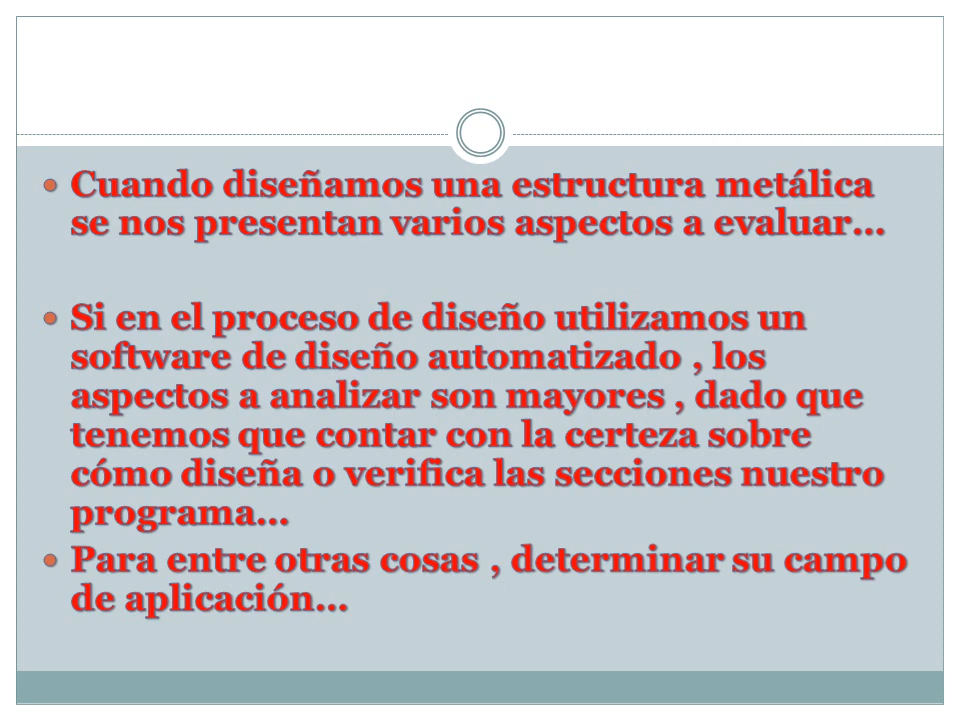 Cuando diseñamos una estructura metálica
se nos presentan varios aspectos a evaluar…
Si en el proceso de diseño utilizamos un
software de diseño automatizado , los
aspectos a analizar son mayores , dado que
tenemos que contar con la certeza sobre
cómo diseña o verifica las secciones nuestro
programa…
Para entre otras cosas , determinar su campo
de aplicación…